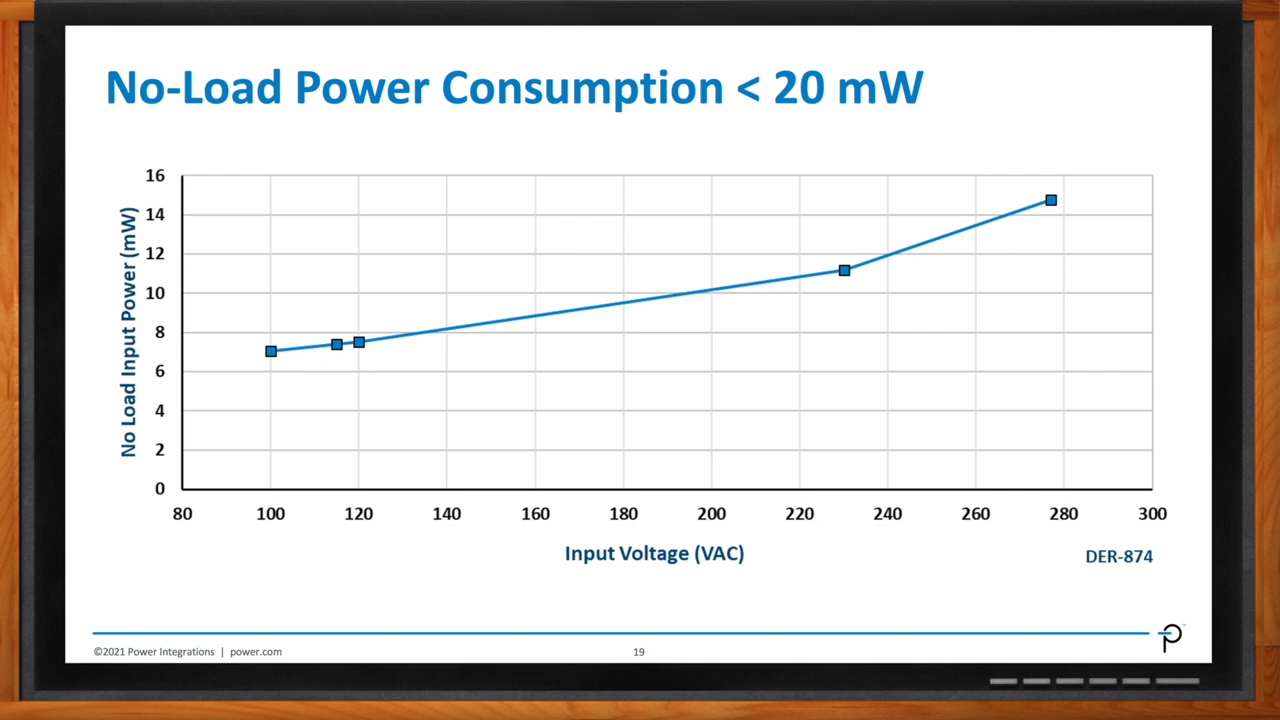 No-Load Power Consumption < 20 mW
No Load Input Power (mW)
16
14
12
10
8
6
4
2
0
80 100 120 140 160 180 200 220 240 260 280 300
Input Voltage (VAC)
DER-874
©2021 Power Integrations | power.com
19